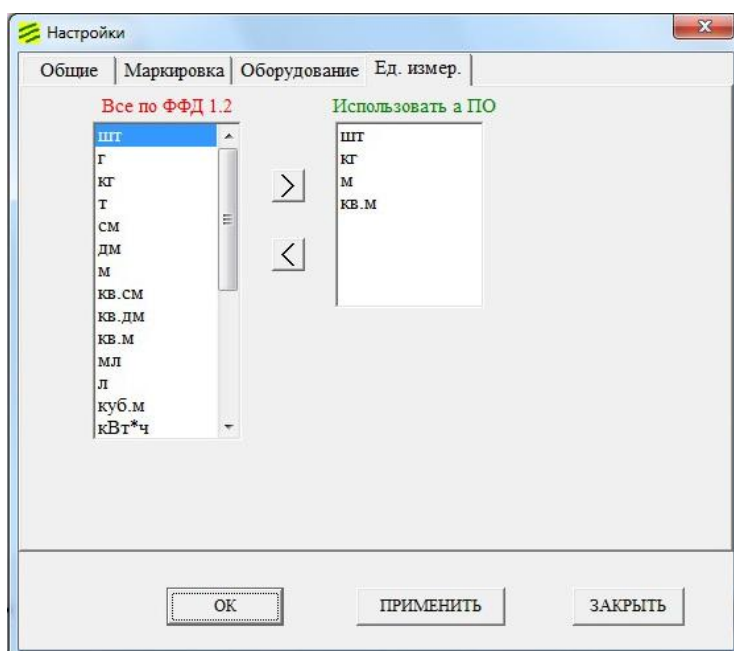 Настройки
Общие Маркировка Оборудование Ед. измер.
Все по ФФД 1.2
Использовать а ПО
шт
г
кг
т
см
дм
м
кв.см
кв.дм
кв.м
мл
л
куб.м
кВт*ч
шт
кг
м
кв.м
ОК ПРИМЕНИТЬ ЗАКРЫТЬ